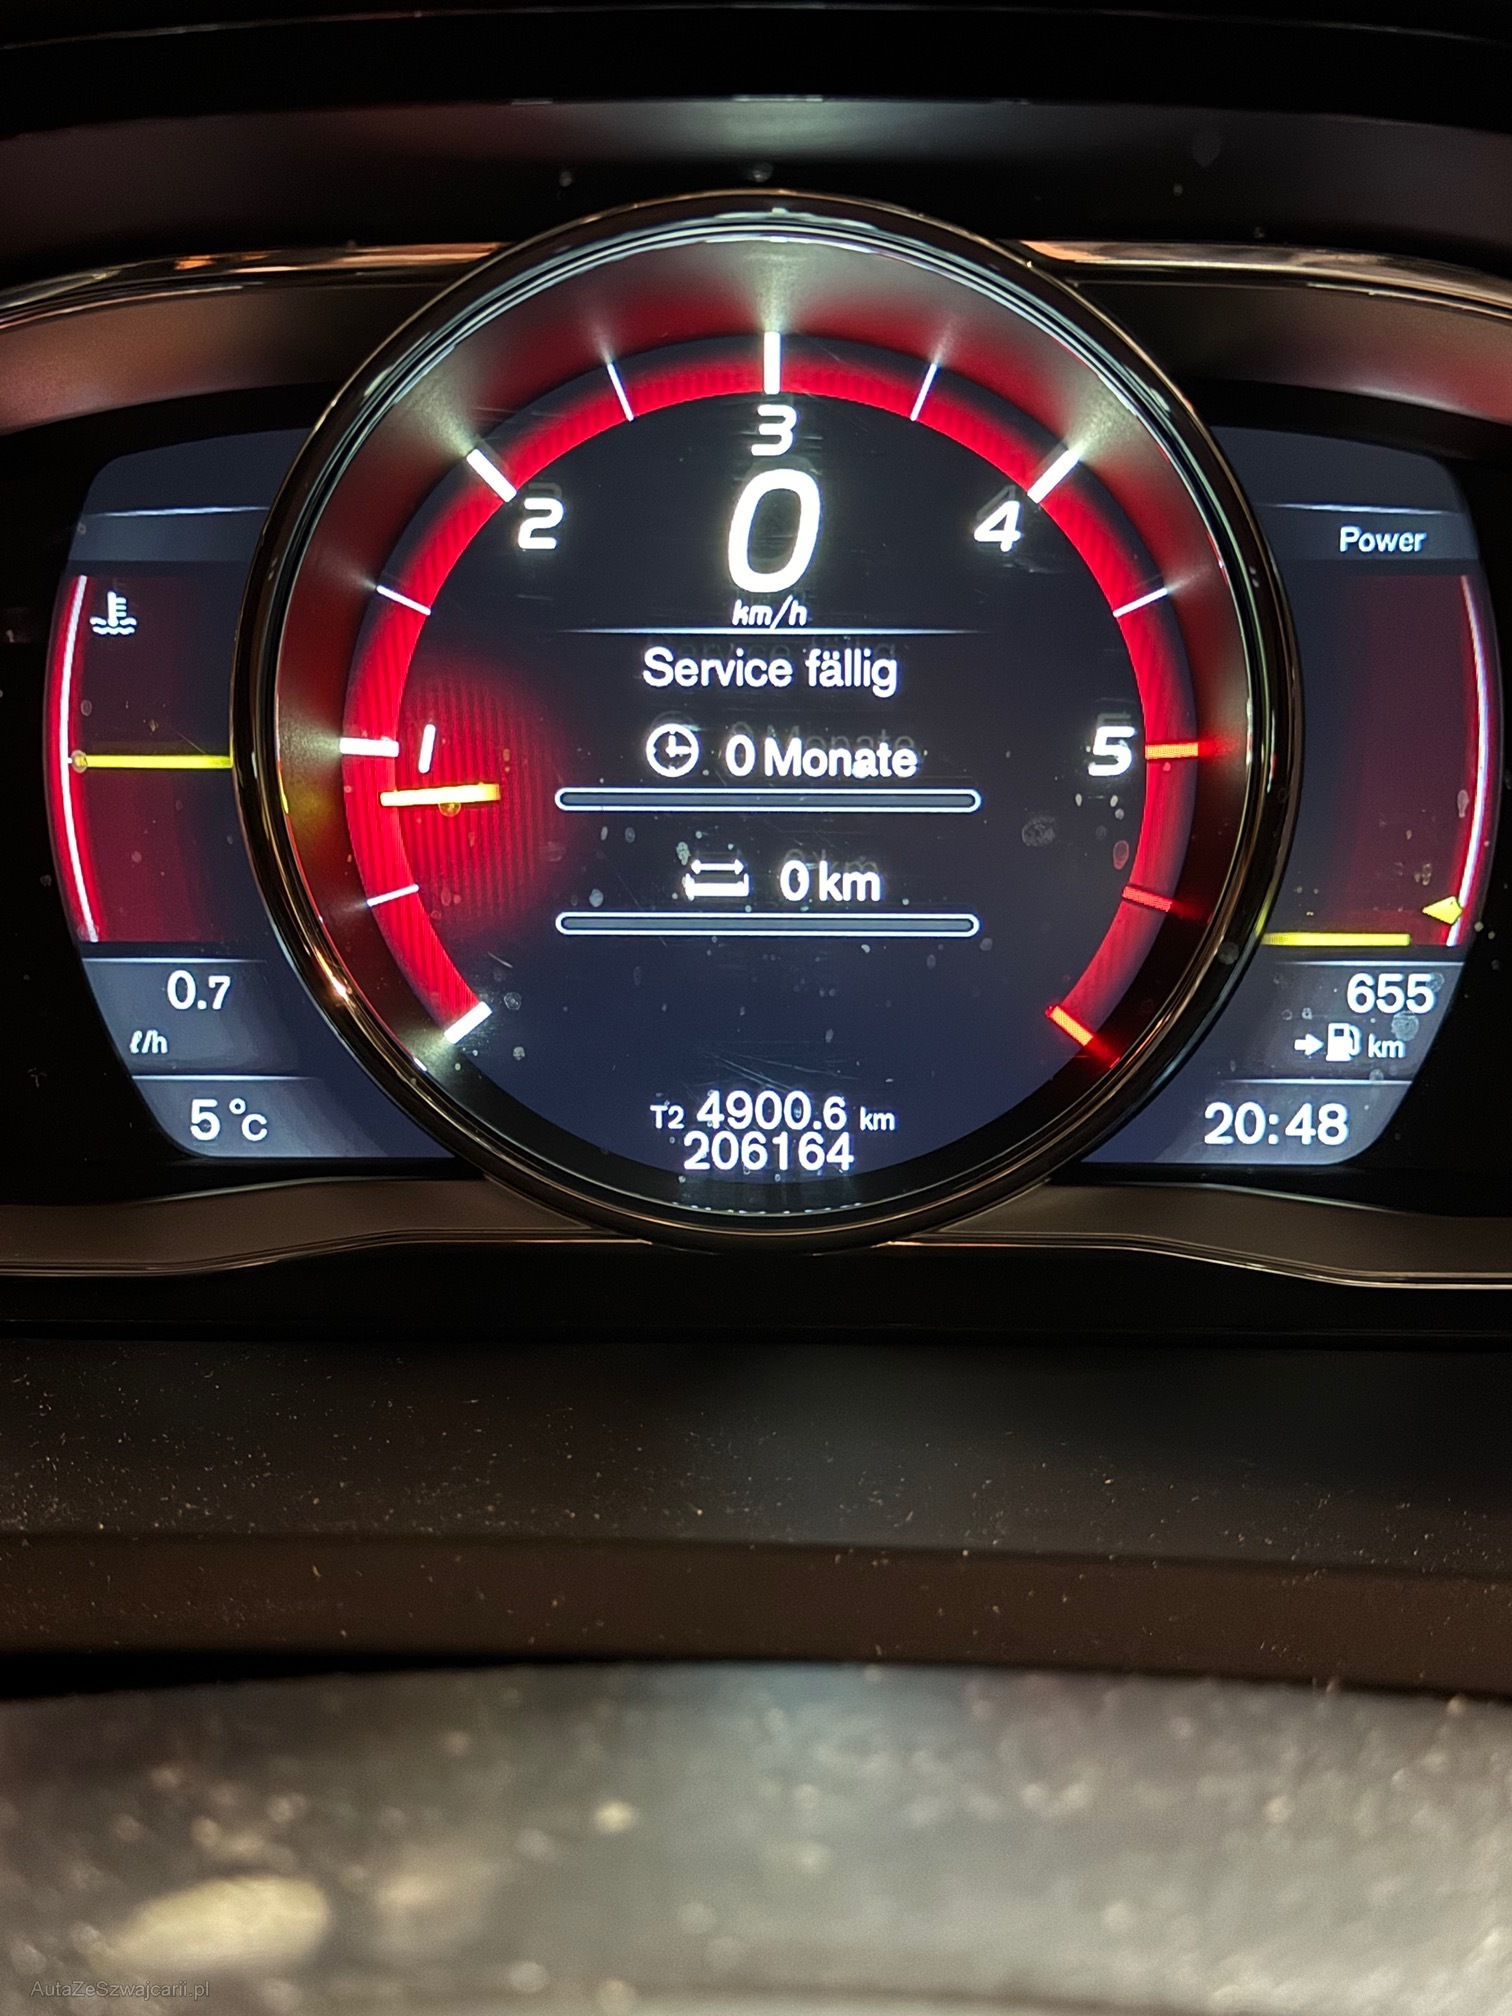 3
2
4
0
km/h
Power
Service fällig
1
0 Monate
5
0 km
0.7
ℓ/h
655
km
5°C
T2 4900.6 km
206164
20:48
AutaZeSzwajcarii.pl